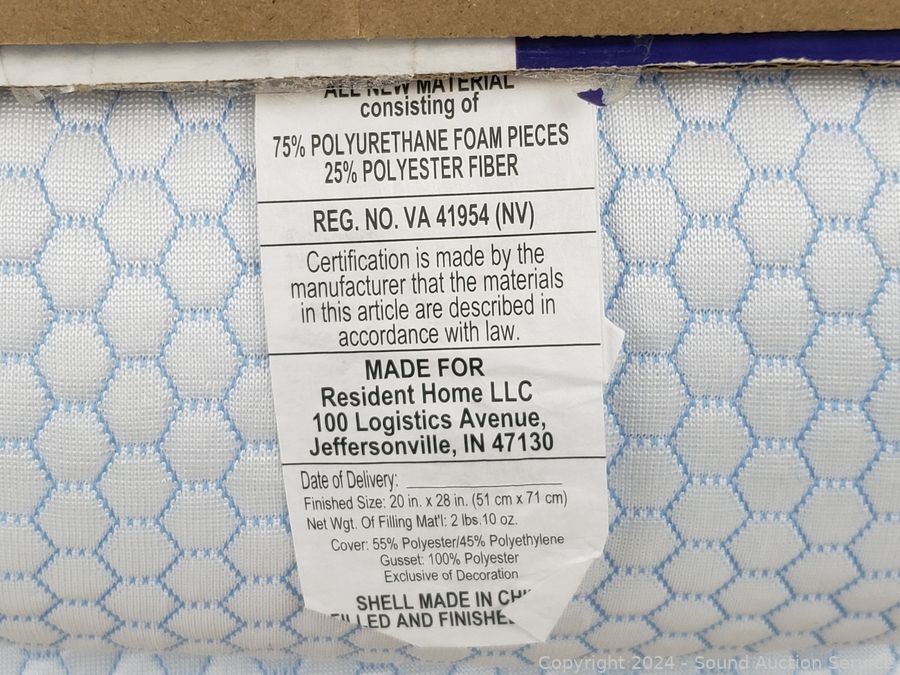 ALL NEW MATERIAL
consisting of
75% POLYURETHANE FOAM PIECES
25% POLYESTER FIBER
REG. NO. VA 41954 (NV)
Certification is made by the
manufacturer that the materials
in this article are described in
accordance with law.
MADE FOR
Resident Home LLC
100 Logistics Avenue,
Jeffersonville, IN 47130
Date of Delivery:
Finished Size: 20 in. x 28 in. (51 cm x 71 cm)
Net Wgt. Of Filling Mat'l: 2 lbs.10 oz.
Cover: 55% Polyester/45% Polyethylene
Gusset: 100% Polyester
Exclusive of Decoration
SHELL MADE IN
AND
Copyright 2024 - Sound Auction Service